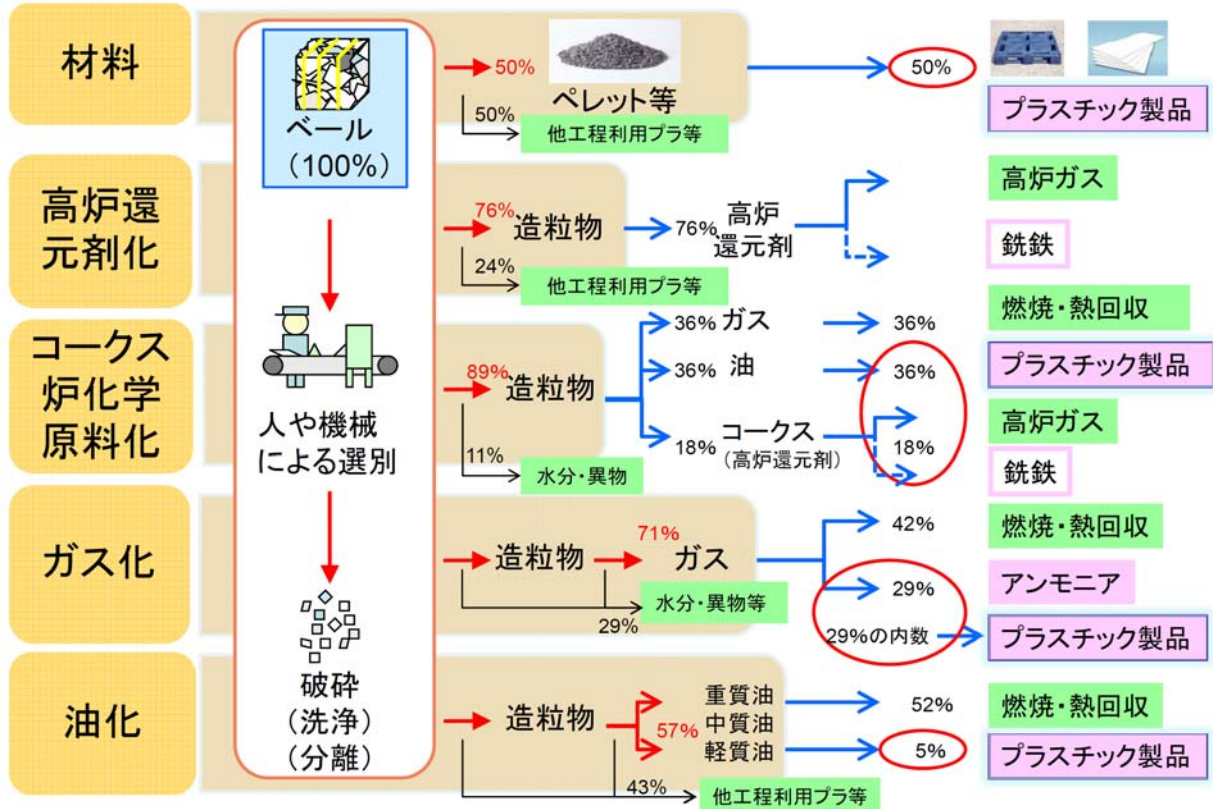 材料
ベール
(100%)
50%
ペレット等
50%
他工程利用プラ等
50%
プラスチック製品
高炉還
元剤化
76%
造粒物
24%
他工程利用プラ等
76%
高炉
還元剤
高炉ガス
銑鉄
コークス
炉化学
原料化
人や機械
による選別
89%
造粒物
11%
水分・異物
36%
ガス
36%
燃焼・熱回収
36%
油
36%
プラスチック製品
18%
コークス
(高炉還元剤)
18%
高炉ガス
銑鉄
ガス化
造粒物
71%
ガス
29%
水分・異物等
42%
燃焼・熱回収
29%
アンモニア
29%の内数
プラスチック製品
油化
破砕
(洗浄)
(分離)
造粒物
57%
重質油
中質油
軽質油
43%
他工程利用プラ等
52%
燃焼・熱回収
5%
プラスチック製品